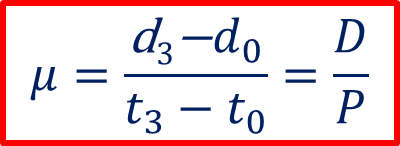 μ = (d₃−d₀)/(t₃ − t₀) = D/P